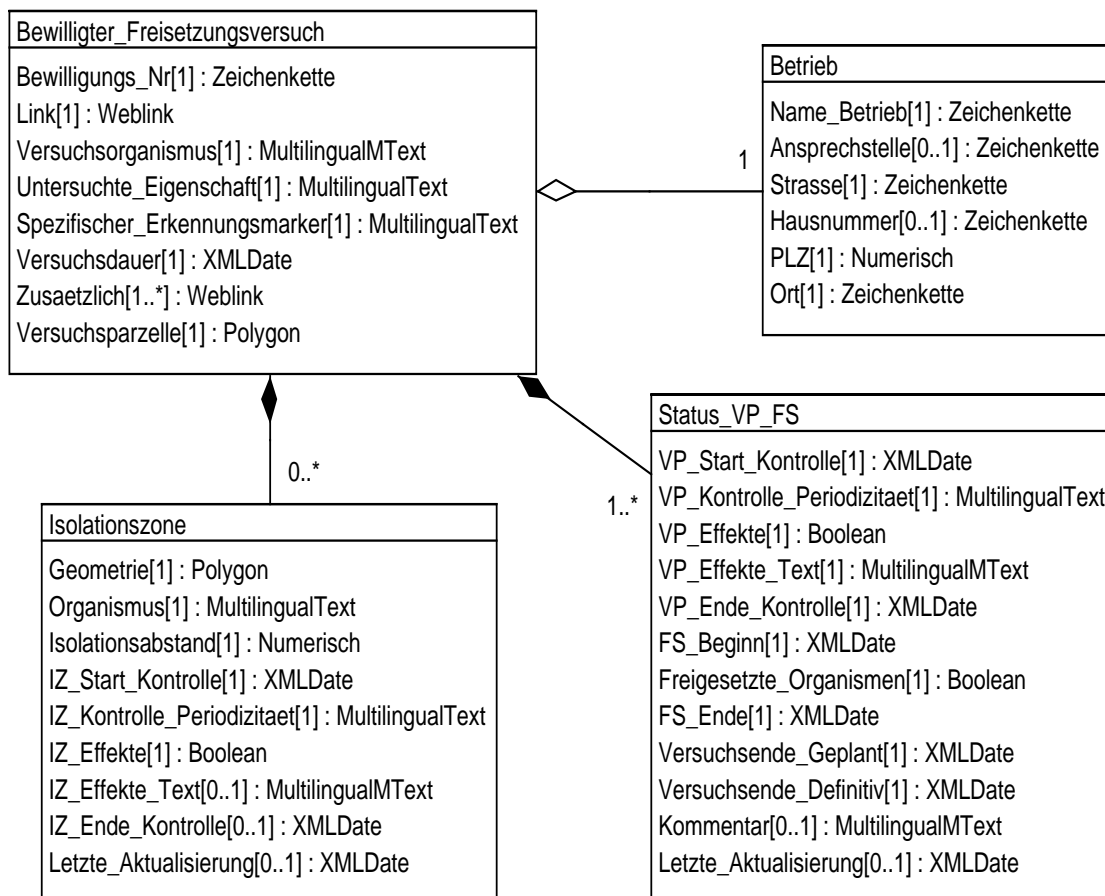 Bewilligter_Freisetzungsversuch
Bewilligungs_Nr[1] : Zeichenkette
Link[1] : Weblink
Versuchsorganismus[1] : MultilingualMText
Untersuchte_Eigenschaft[1] : MultilingualText
Spezifischer_Erkennungsmarker[1] : MultilingualText
Versuchsdauer[1] : XMLDate
Zusaetzlich[1..*] : Weblink
Versuchsparzelle[1] : Polygon
1
Betrieb
Name_Betrieb[1] : Zeichenkette
Ansprechstelle[0..1] : Zeichenkette
Strasse[1] : Zeichenkette
Hausnummer[0..1] : Zeichenkette
PLZ[1] : Numerisch
Ort[1] : Zeichenkette
0..*
Isolationszone
Geometrie[1] : Polygon
Organismus[1] : MultilingualText
Isolationsabstand[1] : Numerisch
IZ_Start_Kontrolle[1] : XMLDate
IZ_Kontrolle_Periodizitaet[1] : MultilingualText
IZ_Effekte[1] : Boolean
IZ_Effekte_Text[0..1] : MultilingualMText
IZ_Ende_Kontrolle[0..1] : XMLDate
Letzte_Aktualisierung[0..1] : XMLDate
1..*
Status_VP_FS
VP_Start_Kontrolle[1] : XMLDate
VP_Kontrolle_Periodizitaet[1] : MultilingualText
VP_Effekte[1] : Boolean
VP_Effekte_Text[1] : MultilingualMText
VP_Ende_Kontrolle[1] : XMLDate
FS_Beginn[1] : XMLDate
Freigesetzte_Organismen[1] : Boolean
FS_Ende[1] : XMLDate
Versuchsende_Geplant[1] : XMLDate
Versuchsende_Definitiv[1] : XMLDate
Kommentar[0..1] : MultilingualMText
Letzte_Aktualisierung[0..1] : XMLDate